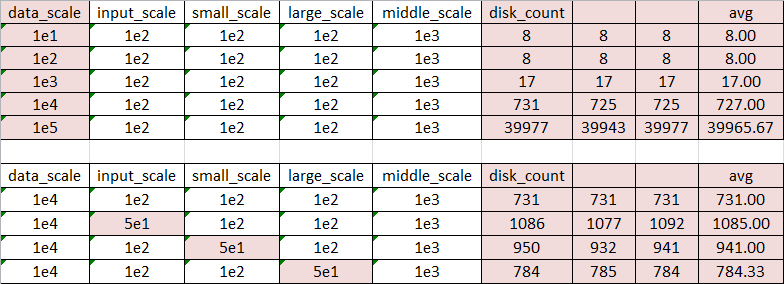 data_scale input_scale small_scale large_scale middle_scale disk_count avg
1e1 1e2 1e2 1e2 1e3 8 8 8 8.00
1e2 1e2 1e2 1e2 1e3 8 8 8 8.00
1e3 1e2 1e2 1e2 1e3 17 17 17 17.00
1e4 1e2 1e2 1e2 1e3 731 725 725 727.00
1e5 1e2 1e2 1e2 1e3 39977 39943 39977 39965.67
data_scale input_scale small_scale large_scale middle_scale disk_count avg
1e4 1e2 1e2 1e2 1e3 731 731 731 731.00
1e4 5e1 1e2 1e2 1e3 1086 1077 1092 1085.00
1e4 1e2 5e1 1e2 1e3 950 932 941 941.00
1e4 1e2 1e2 5e1 1e3 784 785 784 784.33